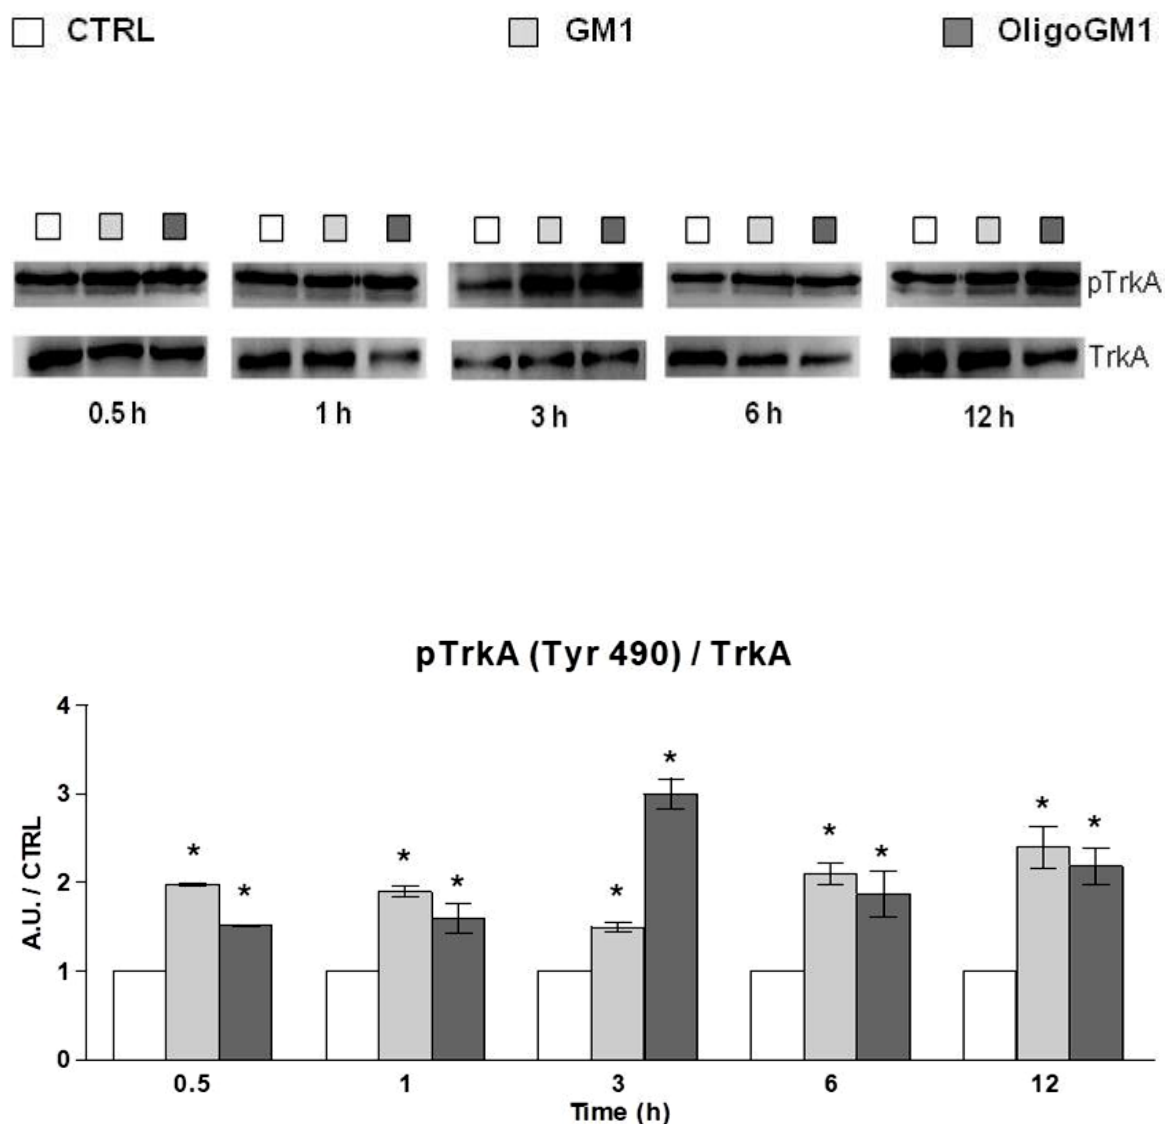 CTRL GM1 OligoGM1
pTrkA
TrkA
0.5 h 1 h 3 h 6 h 12 h
pTrkA (Tyr 490) / TrkA
4
3
2
1
0
A.U. / CTRL
* * * * * * * * * *
0.5 1 3 6 12
Time (h)